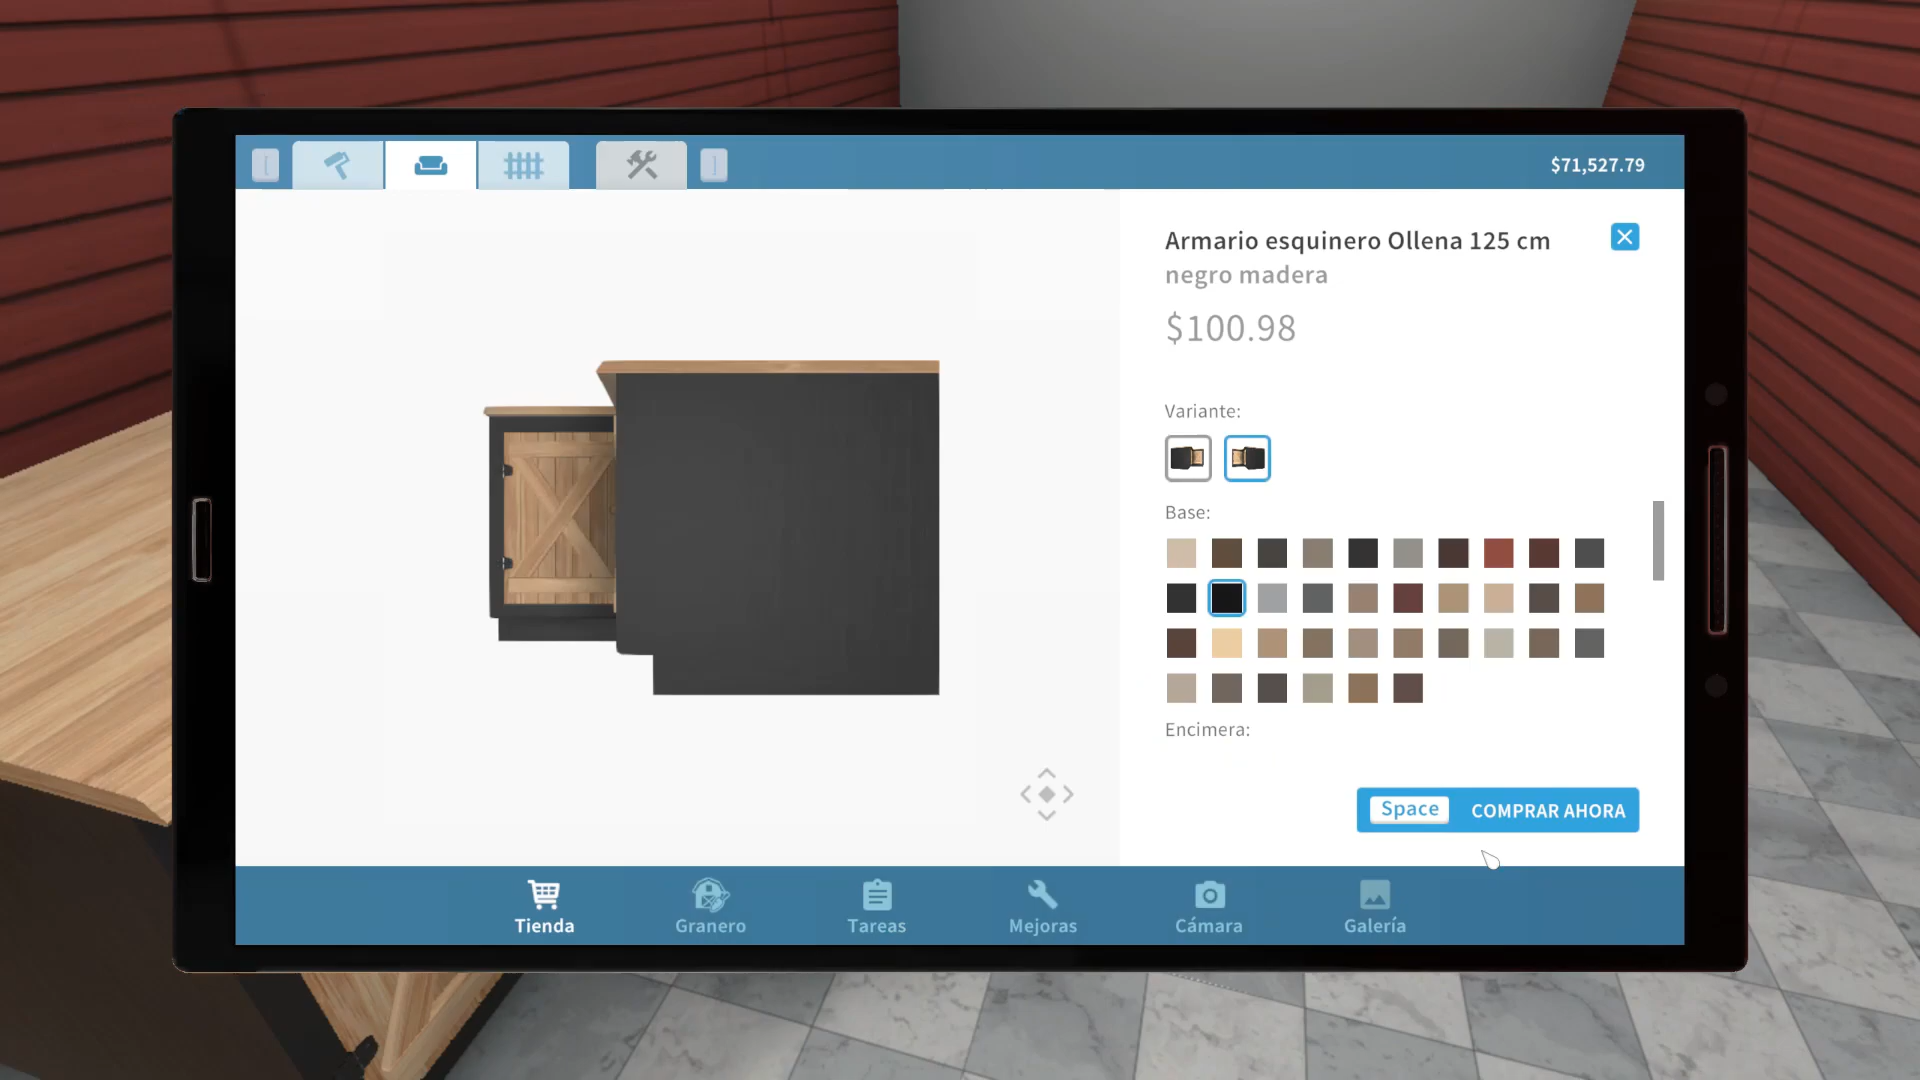 $71,527.79
Armario esquinero Ollena 125 cm
negro madera
$100.98
Variante:
Base:
Encimera:
Space COMPRAR AHORA
Tienda Granero Tareas Mejoras Cámara Galería